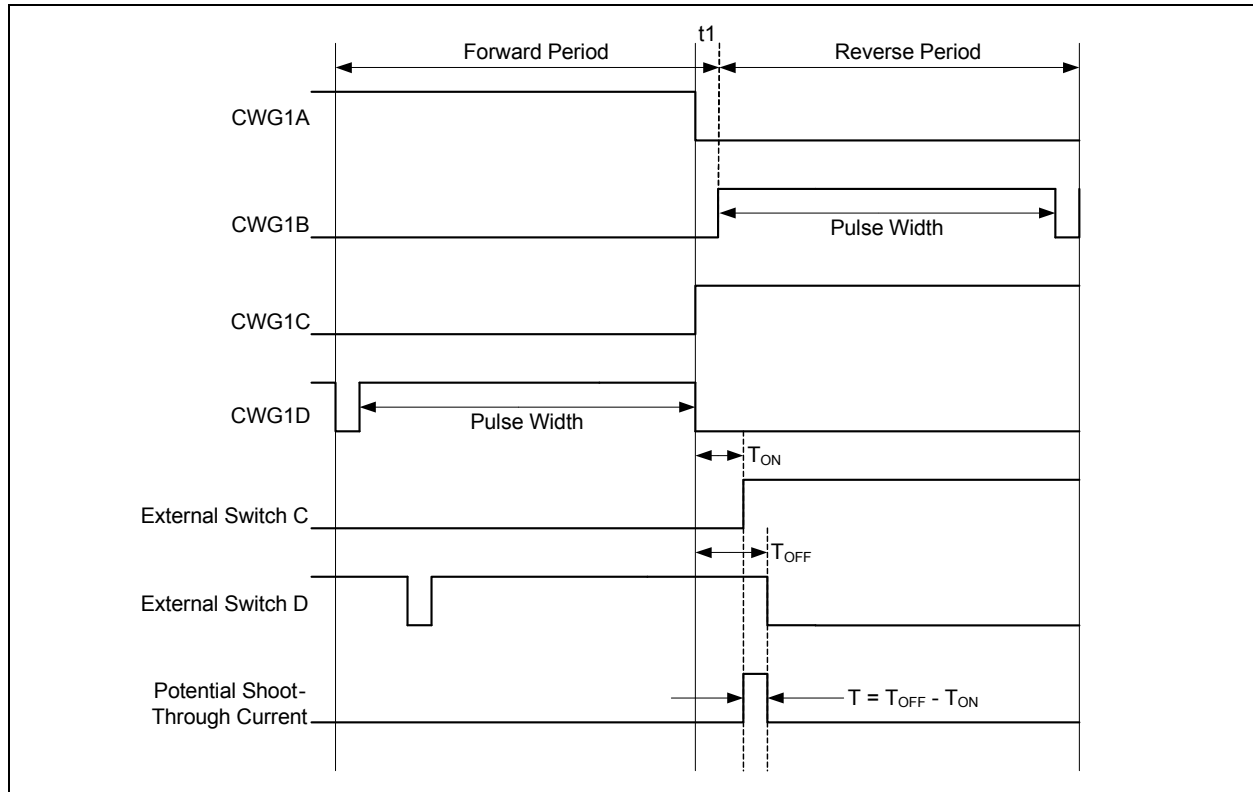 t1
Forward Period
Reverse Period
CWG1A
CWG1B
Pulse Width
CWG1C
CWG1D
Pulse Width
TON
External Switch C
TOFF
External Switch D
Potential Shoot-
Through Current
T = TOFF - TON